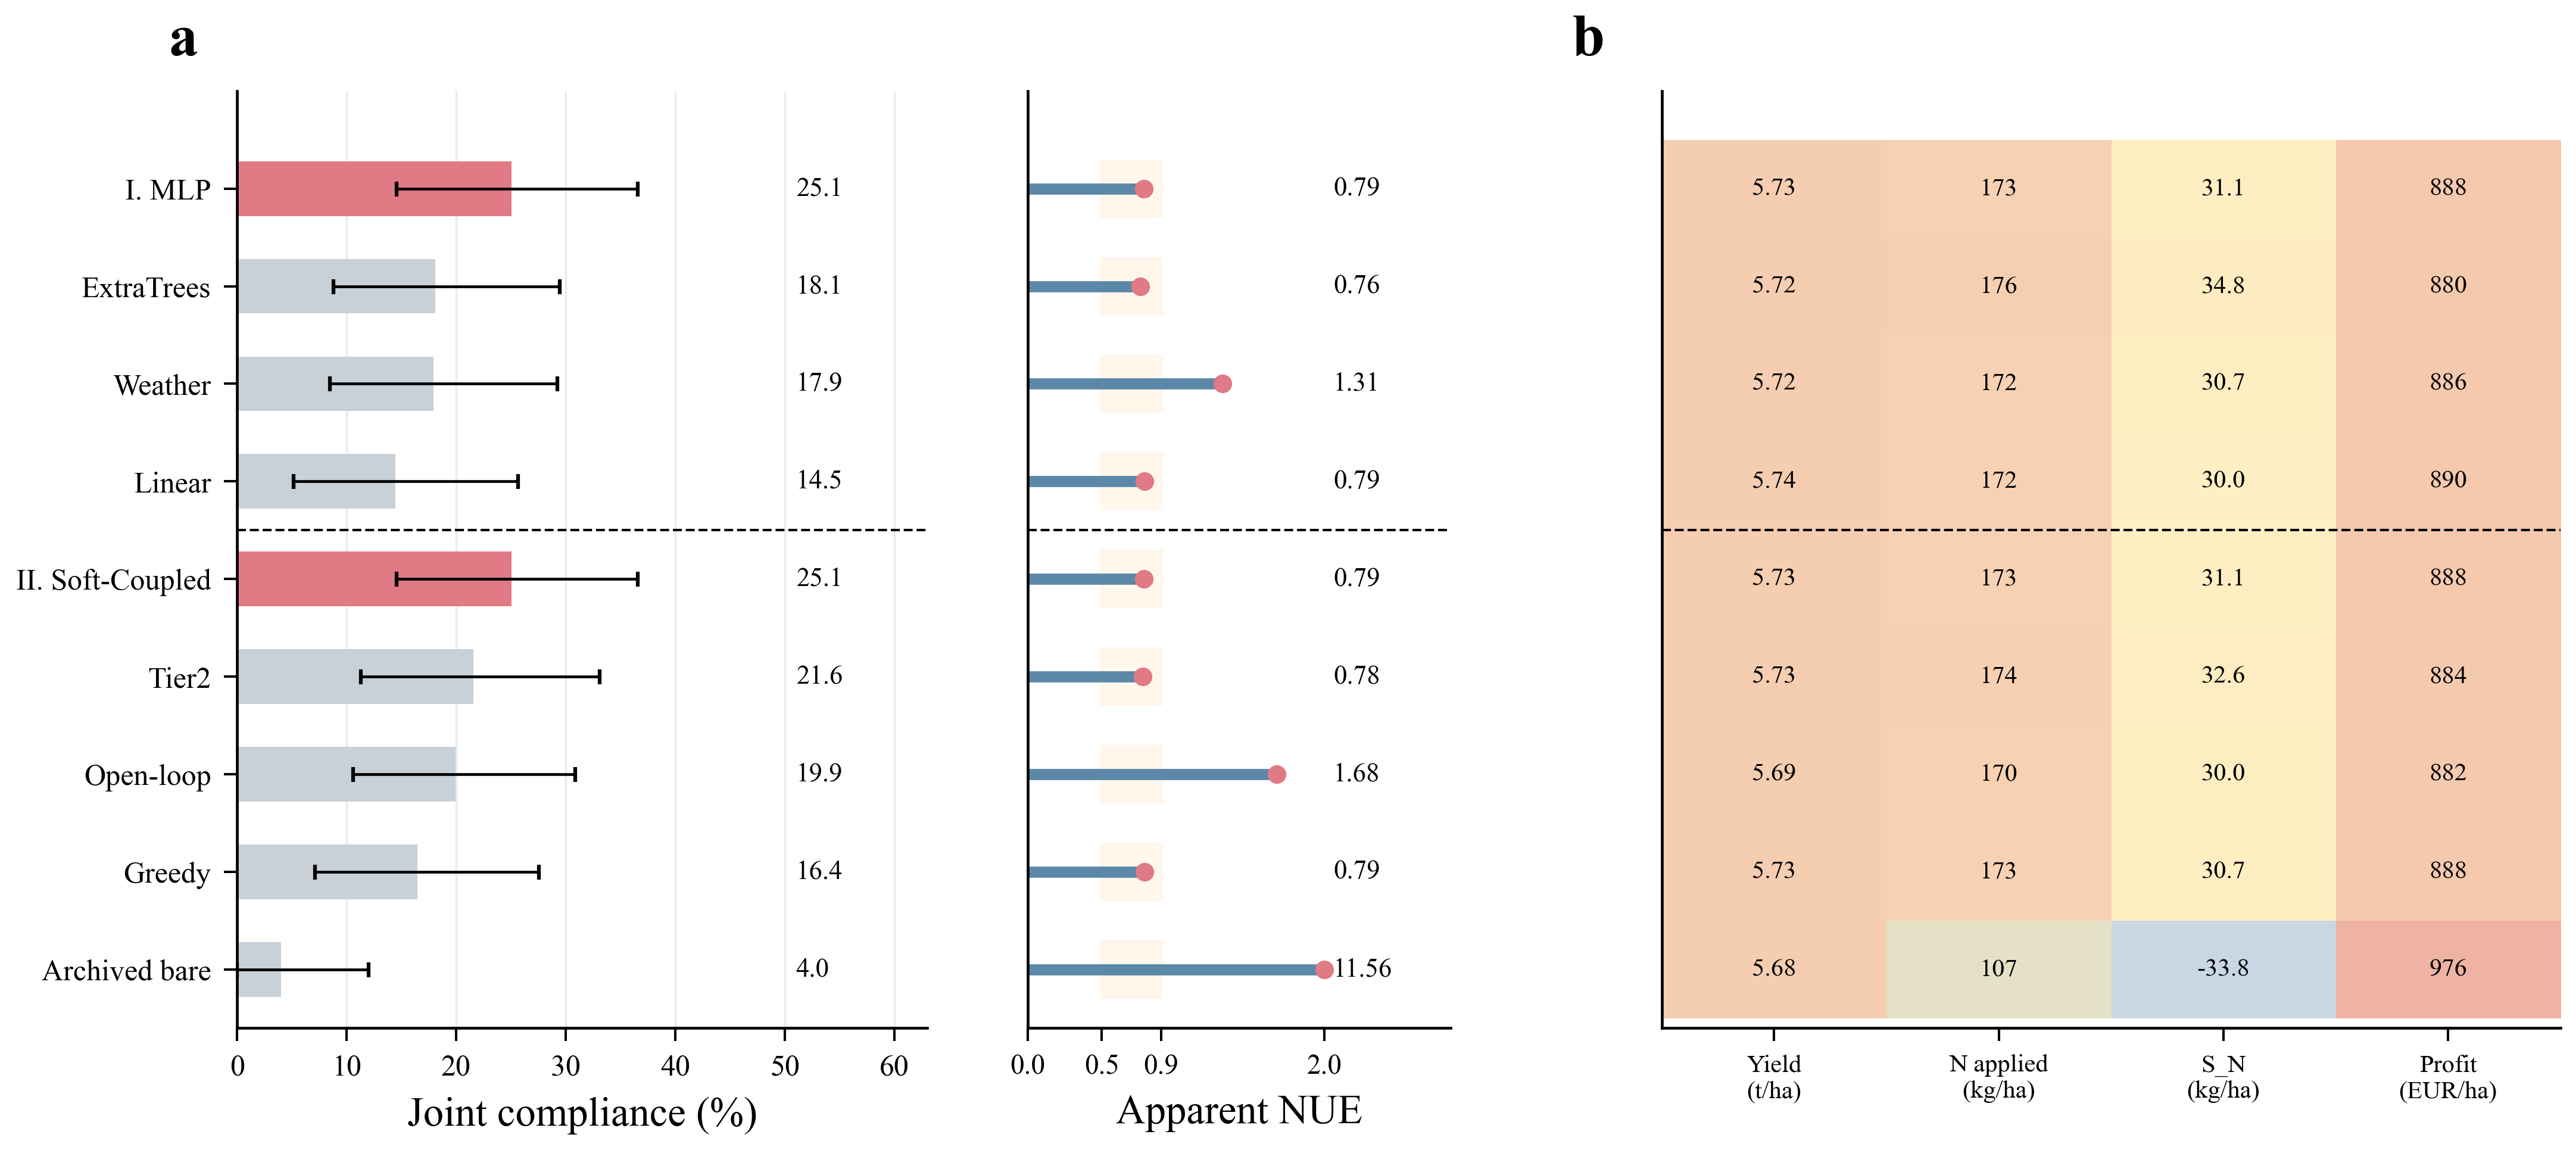 a
b
I. MLP 25.1 0.79 5.73 173 31.1 888
ExtraTrees 18.1 0.76 5.72 176 34.8 880
Weather 17.9 1.31 5.72 172 30.7 886
Linear 14.5 0.79 5.74 172 30.0 890
II. Soft-Coupled 25.1 0.79 5.73 173 31.1 888
Tier2 21.6 0.78 5.73 174 32.6 884
Open-loop 19.9 1.68 5.69 170 30.0 882
Greedy 16.4 0.79 5.73 173 30.7 888
Archived bare 4.0 11.56 5.68 107 -33.8 976
0 10 20 30 40 50 60
Joint compliance (%)
0.0 0.5 0.9 2.0
Apparent NUE
Yield N applied S_N Profit
(t/ha) (kg/ha) (kg/ha) (EUR/ha)